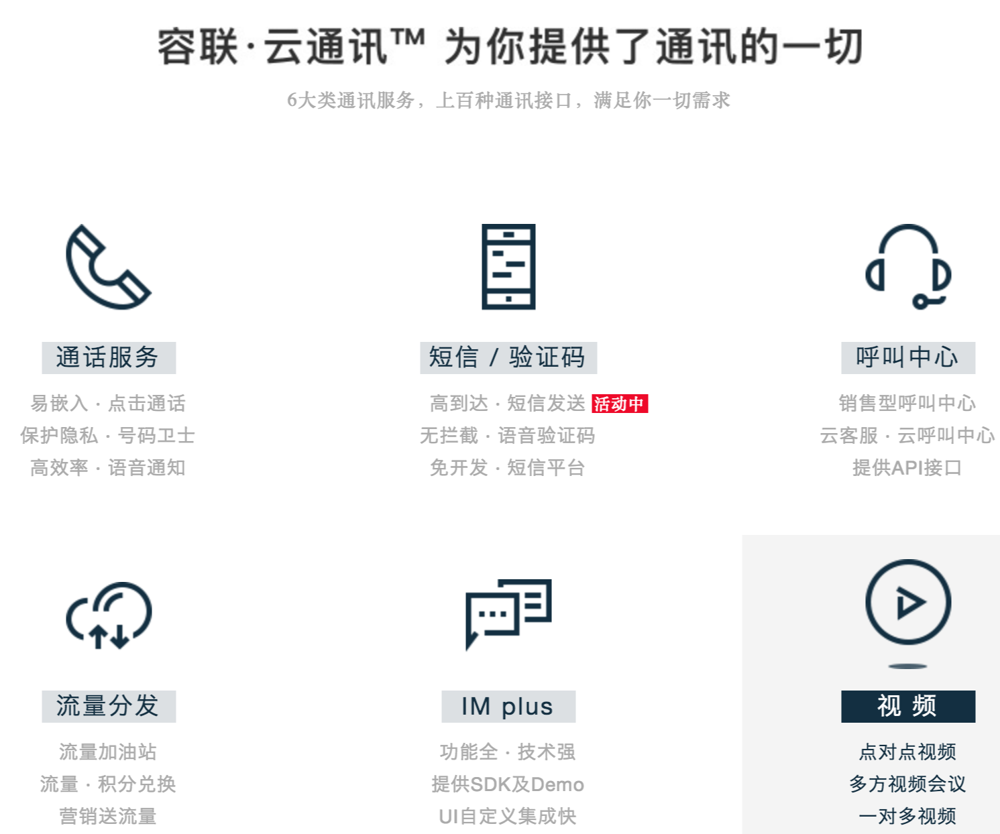 容联·云通讯™ 为你提供了通讯的一切
6大类通讯服务，上百种通讯接口，满足你一切需求
通话服务
易嵌入 · 点击通话
保护隐私 · 号码卫士
高效率 · 语音通知
短信 / 验证码
高到达 · 短信发送 活动中
无拦截 · 语音验证码
免开发 · 短信平台
呼叫中心
销售型呼叫中心
云客服 · 云呼叫中心
提供API接口
流量分发
流量加油站
流量 · 积分兑换
营销送流量
IM plus
功能全 · 技术强
提供SDK及Demo
UI自定义集成快
视 频
点对点视频
多方视频会议
一对多视频